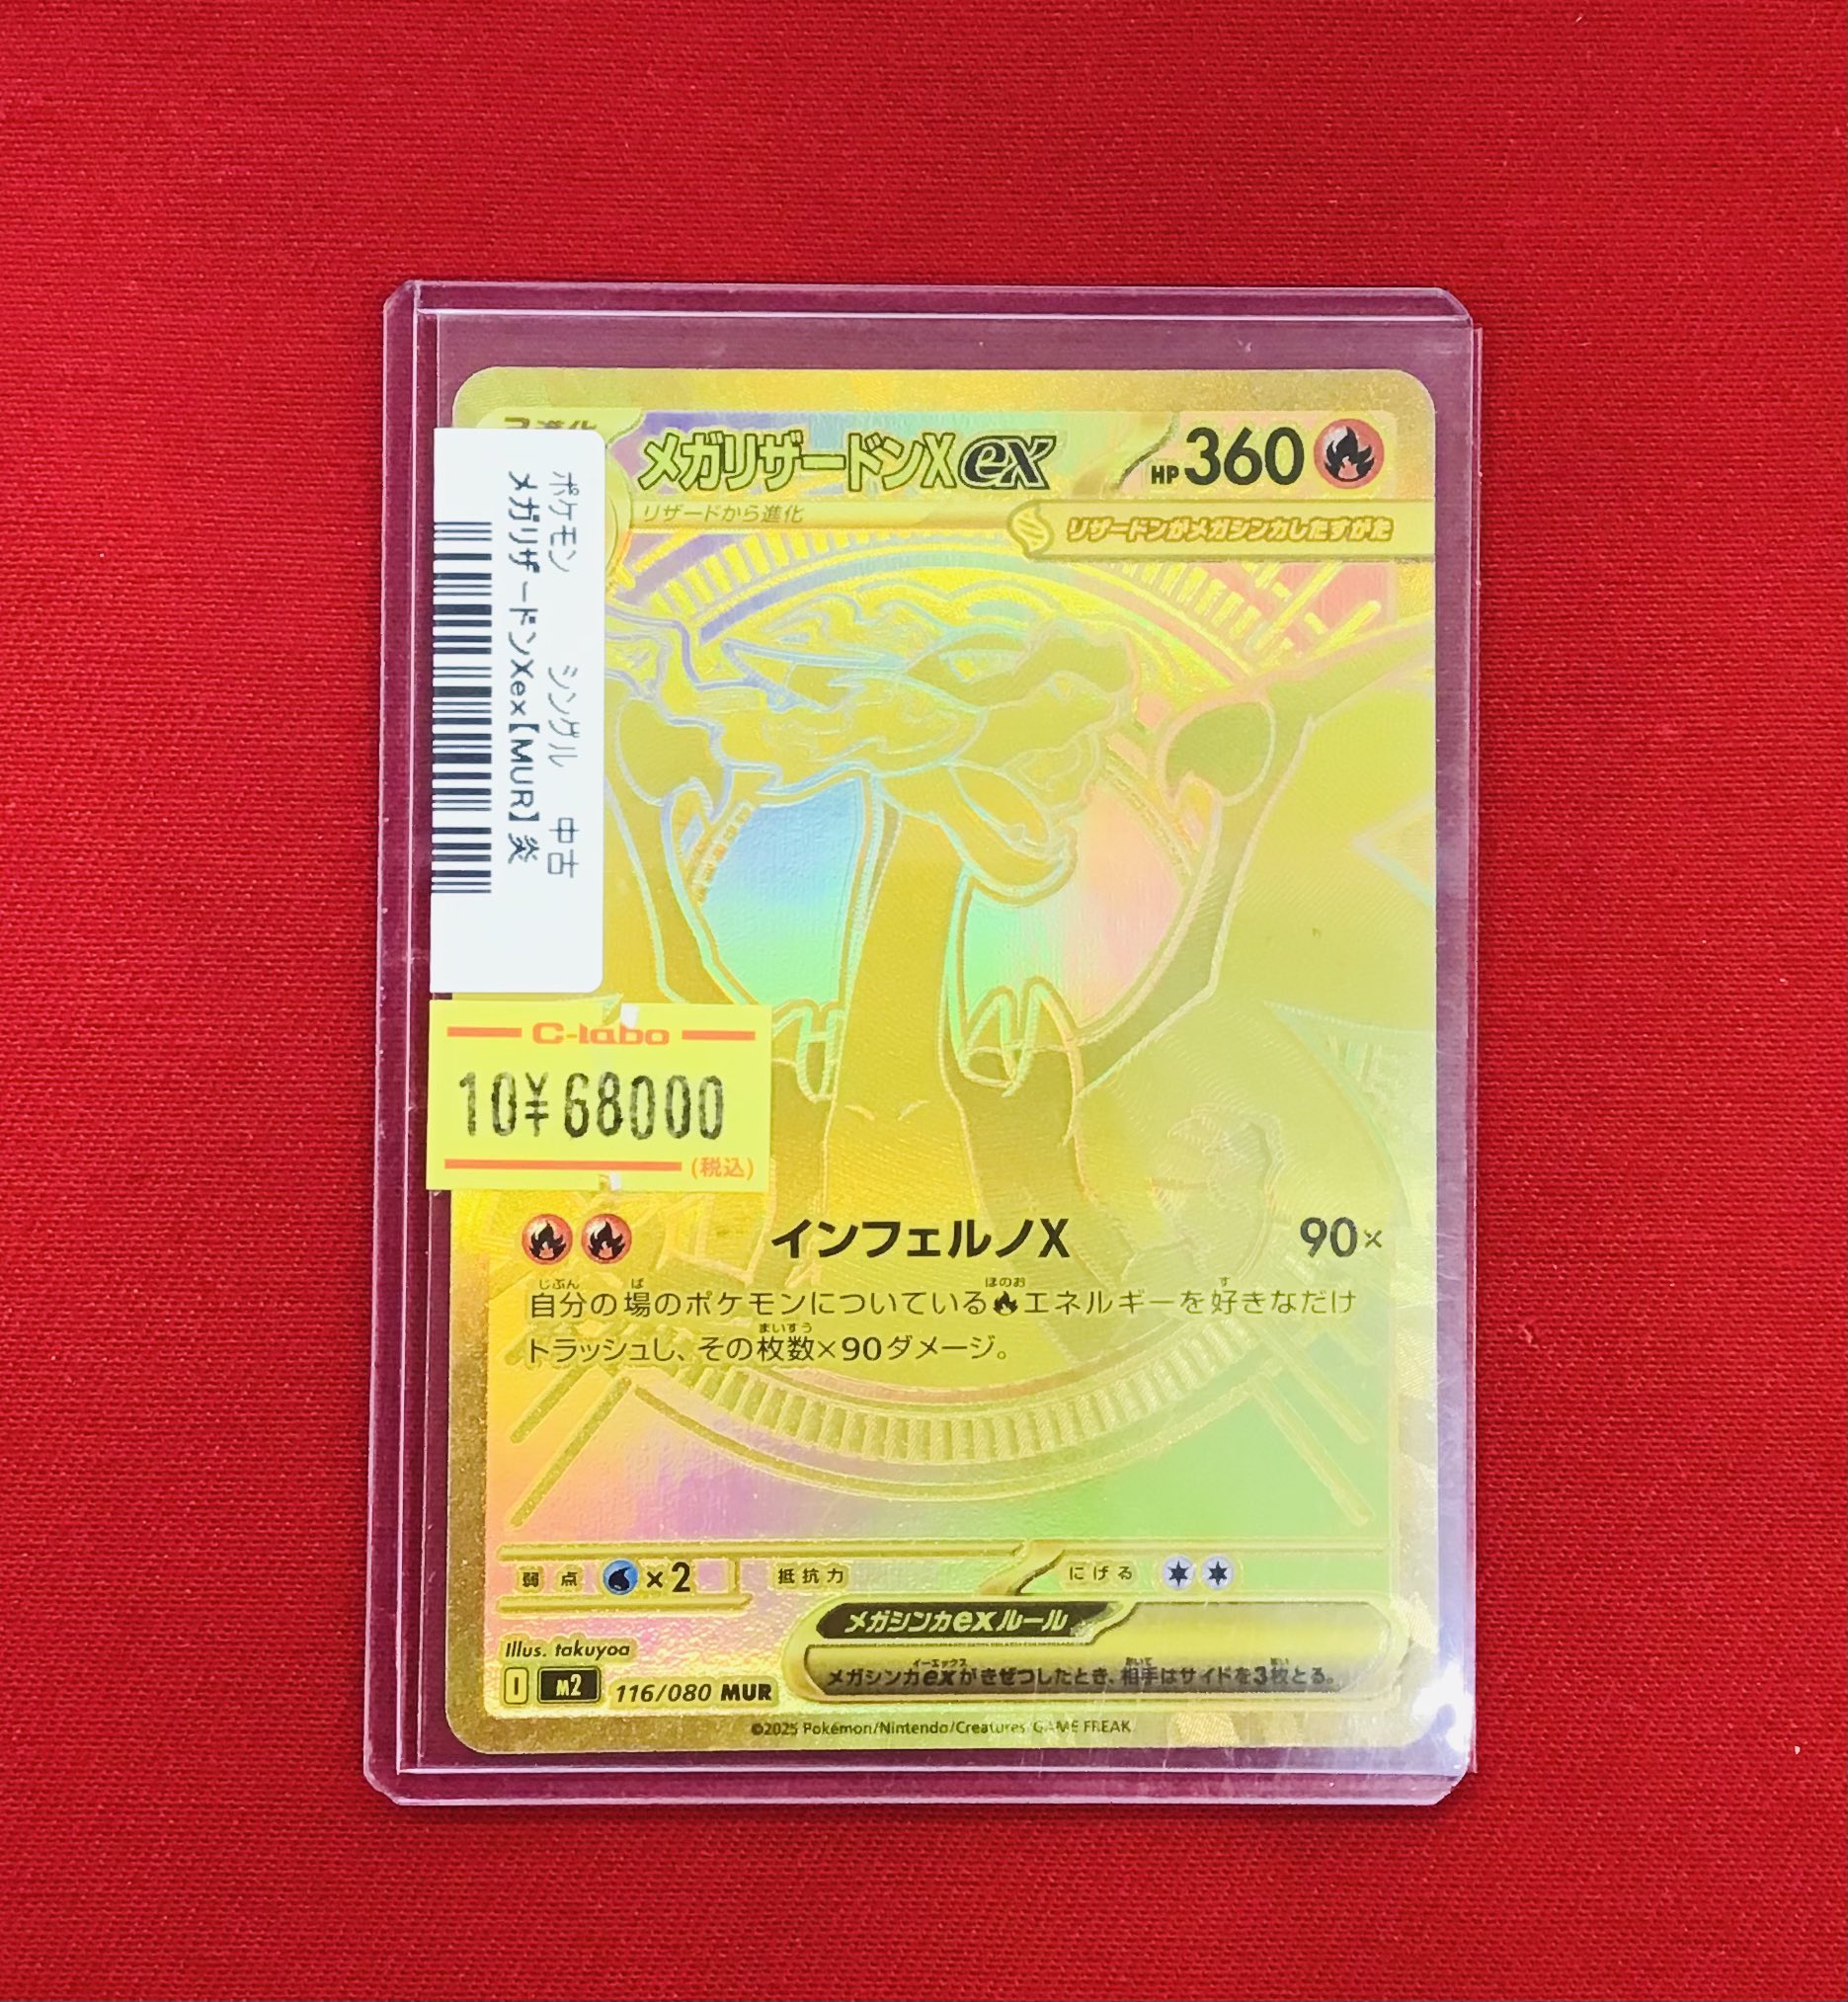 メガリザードンXex HP360
リザードから進化
リザードンがメガシンカしたすがた
ポケモン シングル 中古
メガリザードンXex【MUR】炎
C-labo
10¥68000
(税込)
インフェルノX 90×
自分の場のポケモンについているエネルギーを好きなだけ
トラッシュし、その枚数×90ダメージ。
弱点 ×2 抵抗力 にげる
メガシンカexルール
メガシンカexがきぜつしたとき、相手はサイドを3枚とる。
Illus. takuyoa
I m2 116/080 MUR
©2025 Pokémon/Nintendo/Creatures/GAME FREAK